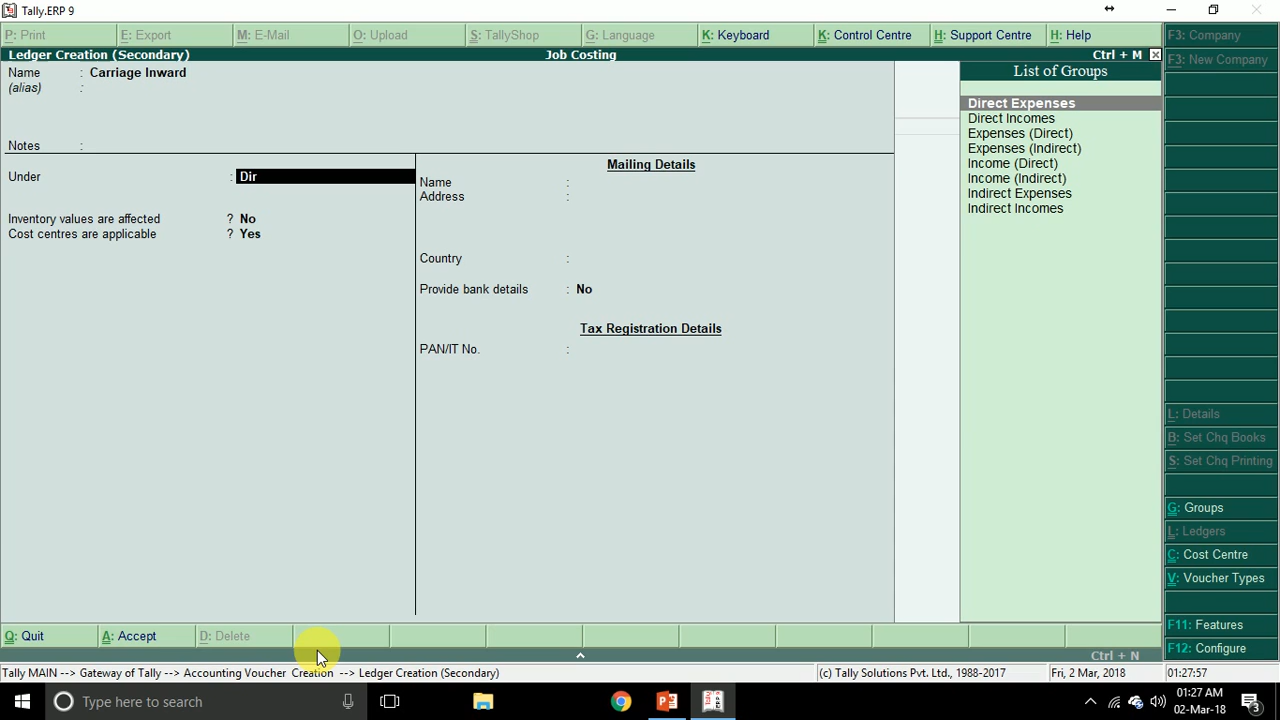 Tally.ERP 9
P: Print
E: Export
M: E-Mail
O: Upload
S: TallyShop
G: Language
K: Keyboard
K: Control Centre
H: Support Centre
H: Help
F3: Company
F3: New Company
Ledger Creation (Secondary)
Job Costing
Ctrl + M
Name : Carriage Inward
(alias) :
Notes :
Under : Dir
Inventory values are affected ? No
Cost centres are applicable ? Yes
Mailing Details
Name :
Address :
Country :
Provide bank details : No
Tax Registration Details
PAN/IT No. :
List of Groups
Direct Expenses
Direct Incomes
Expenses (Direct)
Expenses (Indirect)
Income (Direct)
Income (Indirect)
Indirect Expenses
Indirect Incomes
L: Details
B: Set Chq Books
S: Set Chq Printing
G: Groups
L: Ledgers
C: Cost Centre
V: Voucher Types
F11: Features
F12: Configure
Q: Quit
A: Accept
D: Delete
Ctrl + N
Tally MAIN --> Gateway of Tally --> Accounting Voucher Creation --> Ledger Creation (Secondary)
(c) Tally Solutions Pvt. Ltd., 1988-2017
Fri, 2 Mar, 2018
01:27:57
Type here to search
01:27 AM
02-Mar-18
3